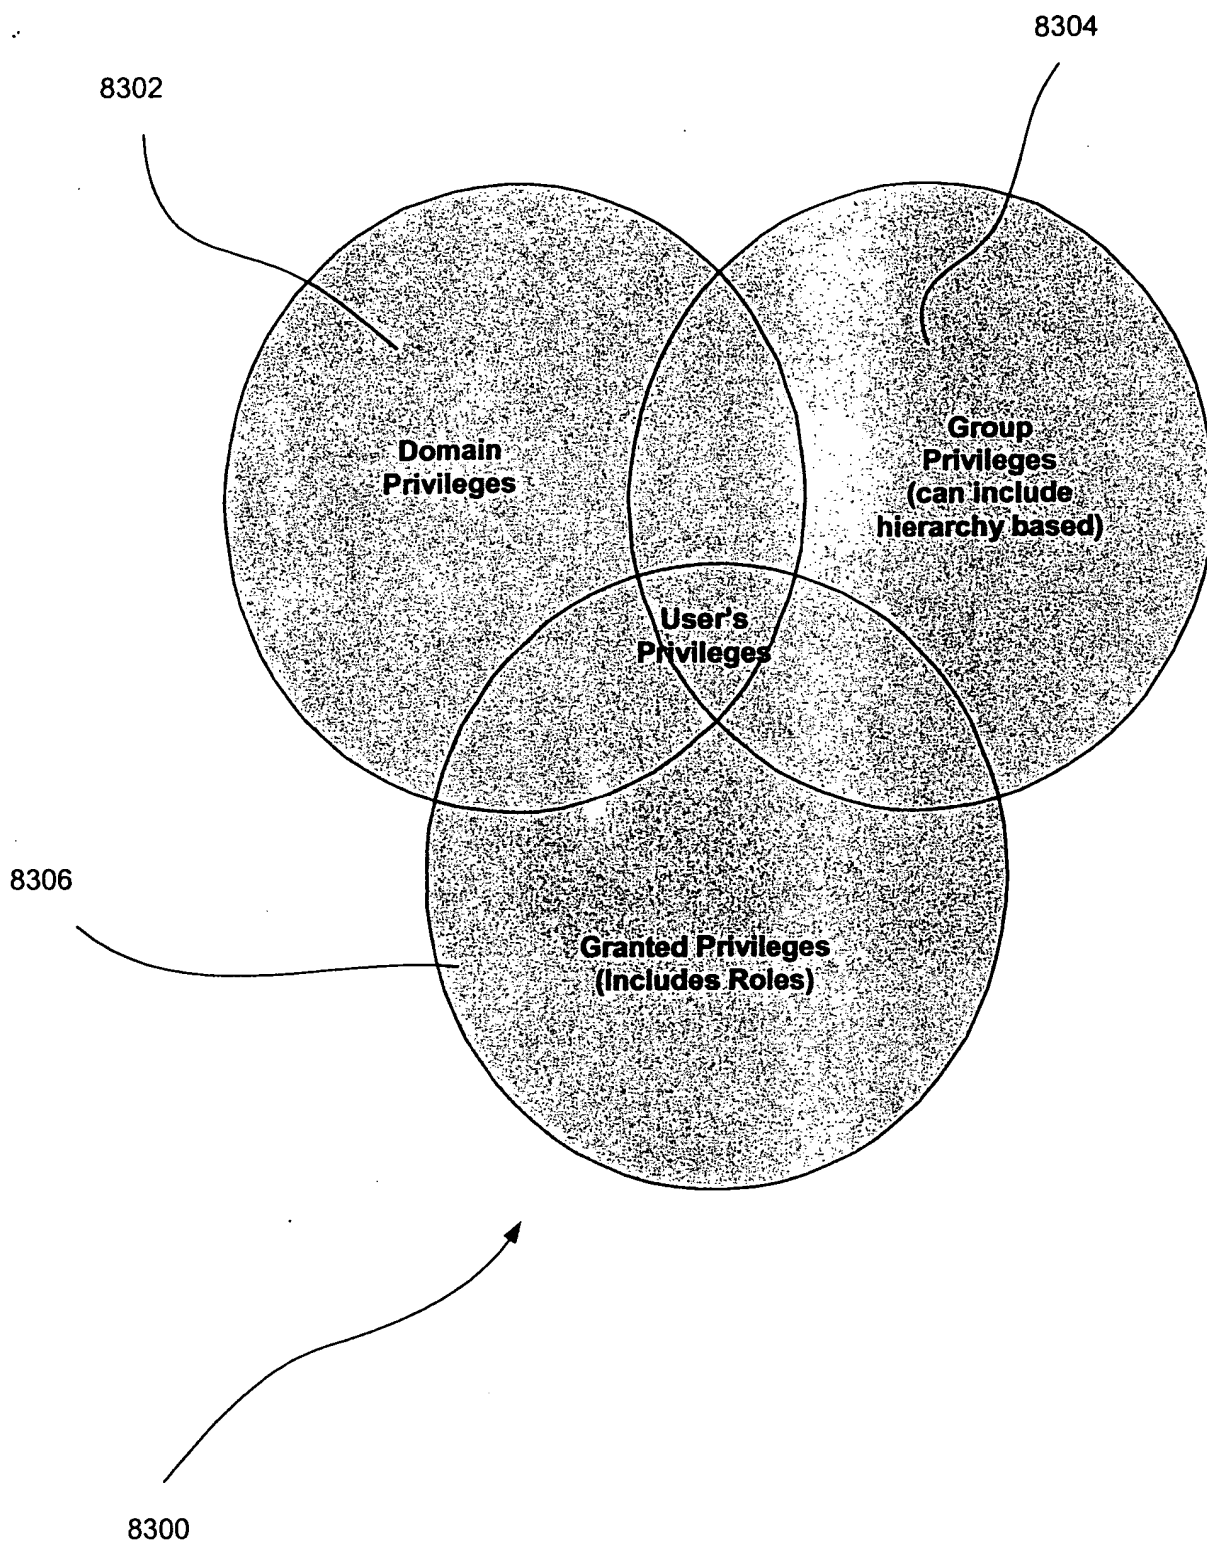 8304
8302
Domain
Privileges
Group
Privileges
(can include
hierarchy based)
User's
Privileges
8306
Granted Privileges
(Includes Roles)
8300